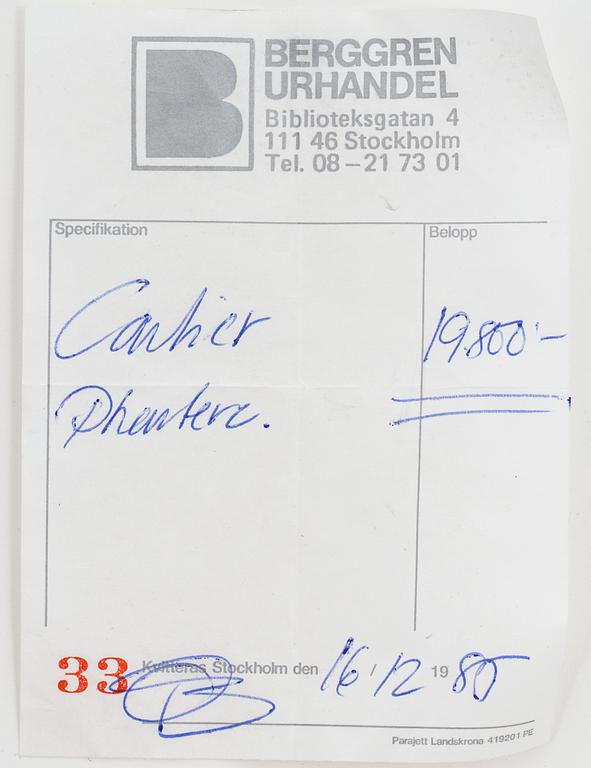 BERGGREN
URHANDEL
Biblioteksgatan 4
111 46 Stockholm
Tel. 08-21 73 01
Specifikation Belopp
Cartier 19.800:-
Phantere.
33 Kvitteras Stockholm den 16/12 1985
Parajett Landskrona 419201 PE